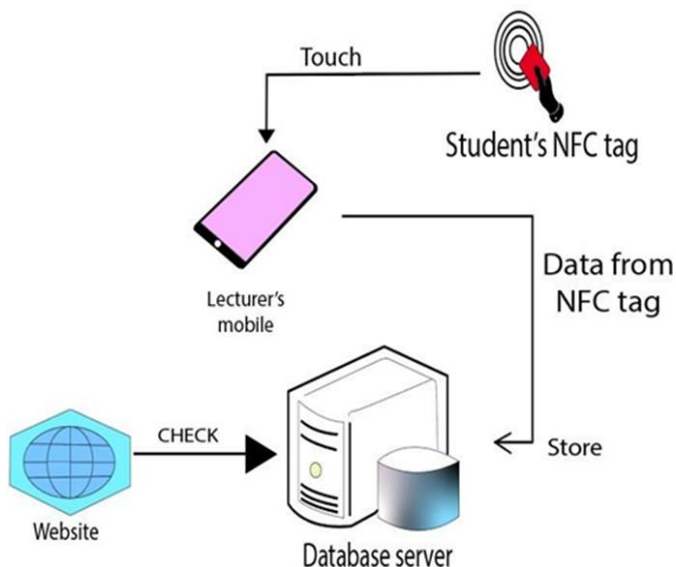 Touch
Student's NFC tag
Lecturer's
mobile
Data from
NFC tag
Store
CHECK
Website
Database server